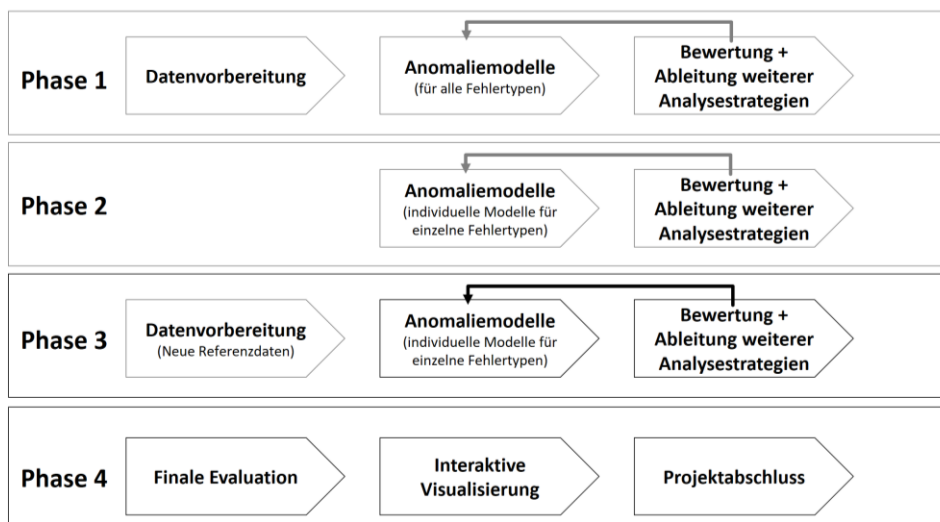 Phase 1
Datenvorbereitung
Anomaliemodelle
(für alle Fehlertypen)
Bewertung +
Ableitung weiterer
Analysestrategien
Phase 2
Anomaliemodelle
(individuelle Modelle für
einzelne Fehlertypen)
Bewertung +
Ableitung weiterer
Analysestrategien
Phase 3
Datenvorbereitung
(Neue Referenzdaten)
Anomaliemodelle
(individuelle Modelle für
einzelne Fehlertypen)
Bewertung +
Ableitung weiterer
Analysestrategien
Phase 4
Finale Evaluation
Interaktive
Visualisierung
Projektabschluss